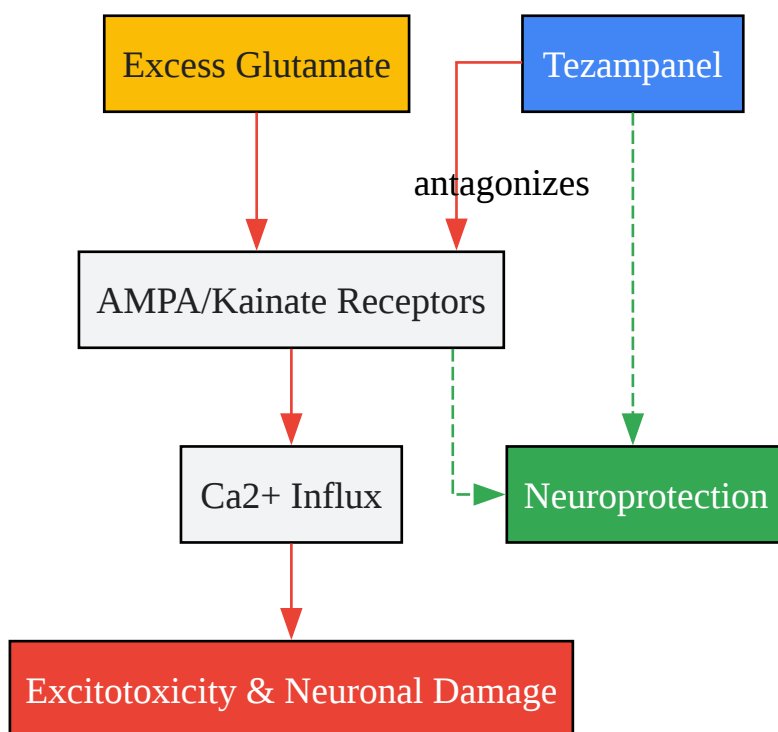 Excess Glutamate
Tezampanel
antagonizes
AMPA/Kainate Receptors
Ca2+ Influx
Neuroprotection
Excitotoxicity & Neuronal Damage